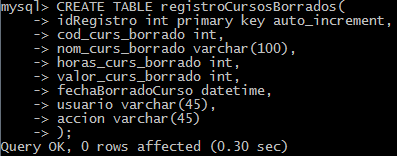 mysql> CREATE TABLE registroCursosBorrados(
    -> idRegistro int primary key auto_increment,
    -> cod_curs_borrado int,
    -> nom_curs_borrado varchar(100),
    -> horas_curs_borrado int,
    -> valor_curs_borrado int,
    -> fechaBorradoCurso datetime,
    -> usuario varchar(45),
    -> accion varchar(45)
    -> );
Query OK, 0 rows affected (0.30 sec)